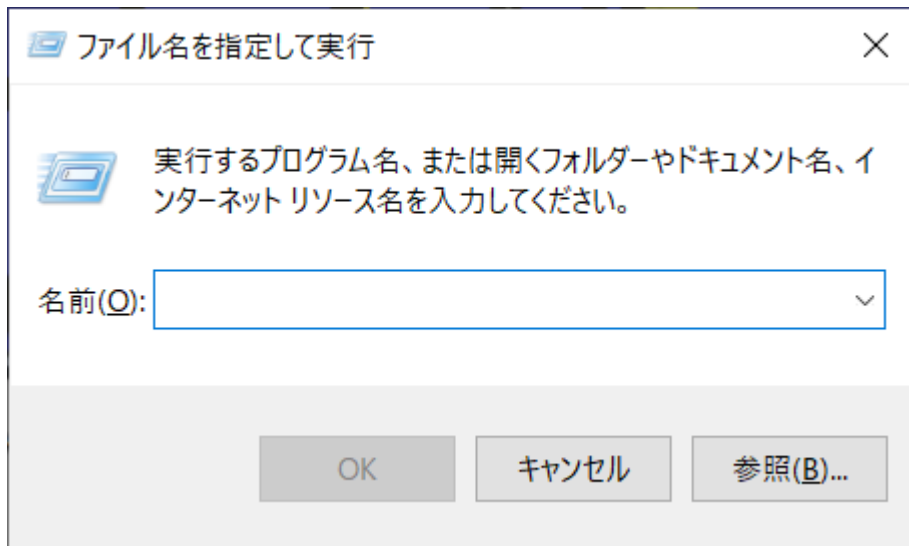 ファイル名を指定して実行
実行するプログラム名、または開くフォルダーやドキュメント名、イ
ンターネット リソース名を入力してください。
名前(O):
OK
キャンセル
参照(B)...